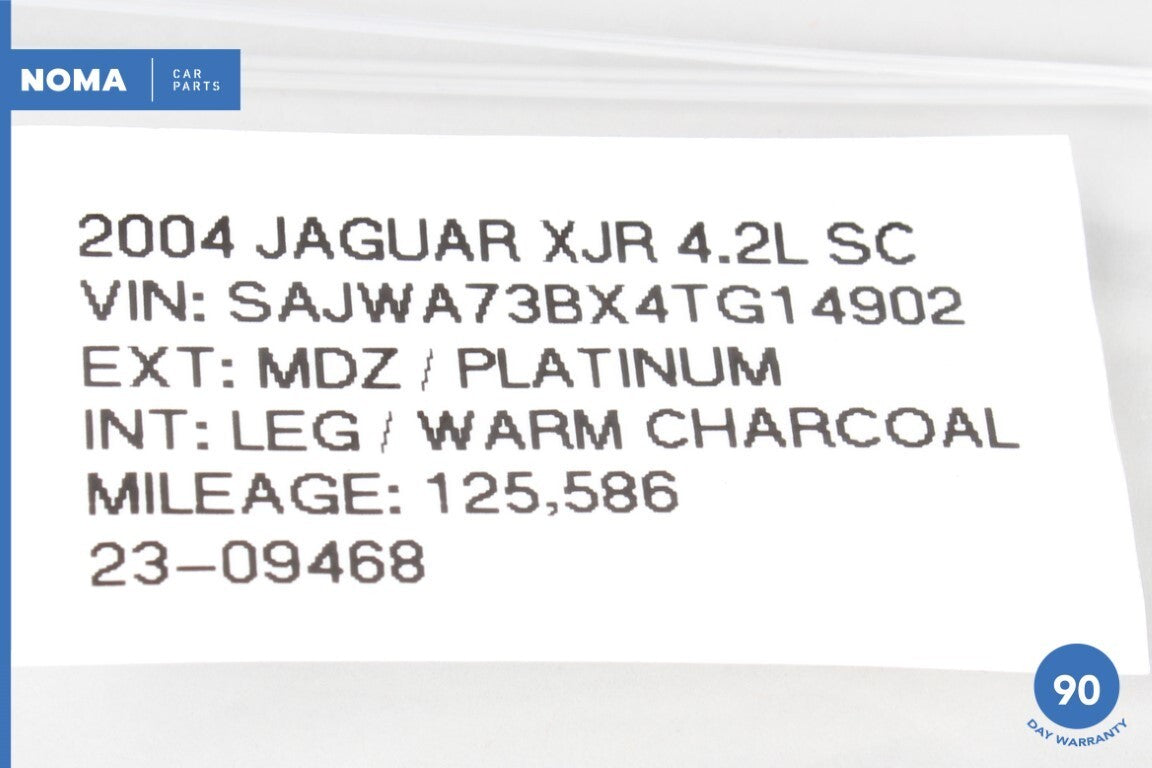 NOMA
CAR
PARTS
2004 JAGUAR XJR 4.2L SC
VIN: SAJWA73BX4TG14902
EXT: MDZ / PLATINUM
INT: LEG / WARM CHARCOAL
MILEAGE: 125,586
23-09468
90
DAY WARRANTY